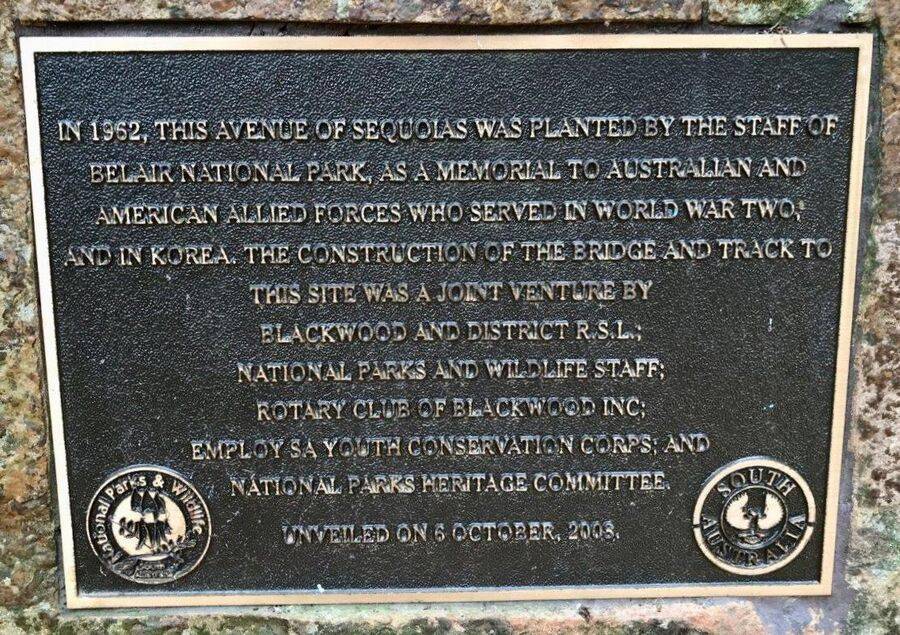 IN 1962, THIS AVENUE OF SEQUOIAS WAS PLANTED BY THE STAFF OF
BELAIR NATIONAL PARK, AS A MEMORIAL TO AUSTRALIAN AND
AMERICAN ALLIED FORCES WHO SERVED IN WORLD WAR TWO,
AND IN KOREA. THE CONSTRUCTION OF THE BRIDGE AND TRACK TO
THIS SITE WAS A JOINT VENTURE BY
BLACKWOOD AND DISTRICT R.S.L.;
NATIONAL PARKS AND WILDLIFE STAFF;
ROTARY CLUB OF BLACKWOOD INC;
EMPLOY SA YOUTH CONSERVATION CORPS; AND
NATIONAL PARKS HERITAGE COMMITTEE.
UNVEILED ON 6 OCTOBER, 2008.
National Parks & Wildlife
SOUTH AUSTRALIA
SOUTH
AUSTRALIA